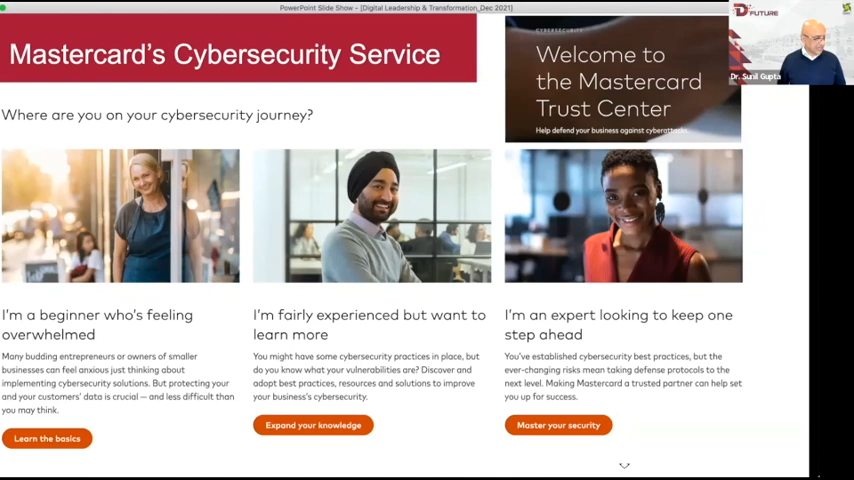 PowerPoint Slide Show - [Digital Leadership & Transformation_Dec 2021]
Mastercard's Cybersecurity Service
CYBERSECURITY
Welcome to
the Mastercard
Trust Center
Help defend your business against cyberattacks
D FUTURE
Dr. Sunil Gupta
Where are you on your cybersecurity journey?
I'm a beginner who's feeling
overwhelmed
Many budding entrepreneurs or owners of smaller
businesses can feel anxious just thinking about
implementing cybersecurity solutions. But protecting your
and your customers' data is crucial — and less difficult than
you may think.
Learn the basics
I'm fairly experienced but want to
learn more
You might have some cybersecurity practices in place, but
do you know what your vulnerabilities are? Discover and
adopt best practices, resources and solutions to improve
your business's cybersecurity.
Expand your knowledge
I'm an expert looking to keep one
step ahead
You've established cybersecurity best practices, but the
ever-changing risks mean taking defense protocols to the
next level. Making Mastercard a trusted partner can help set
you up for success.
Master your security